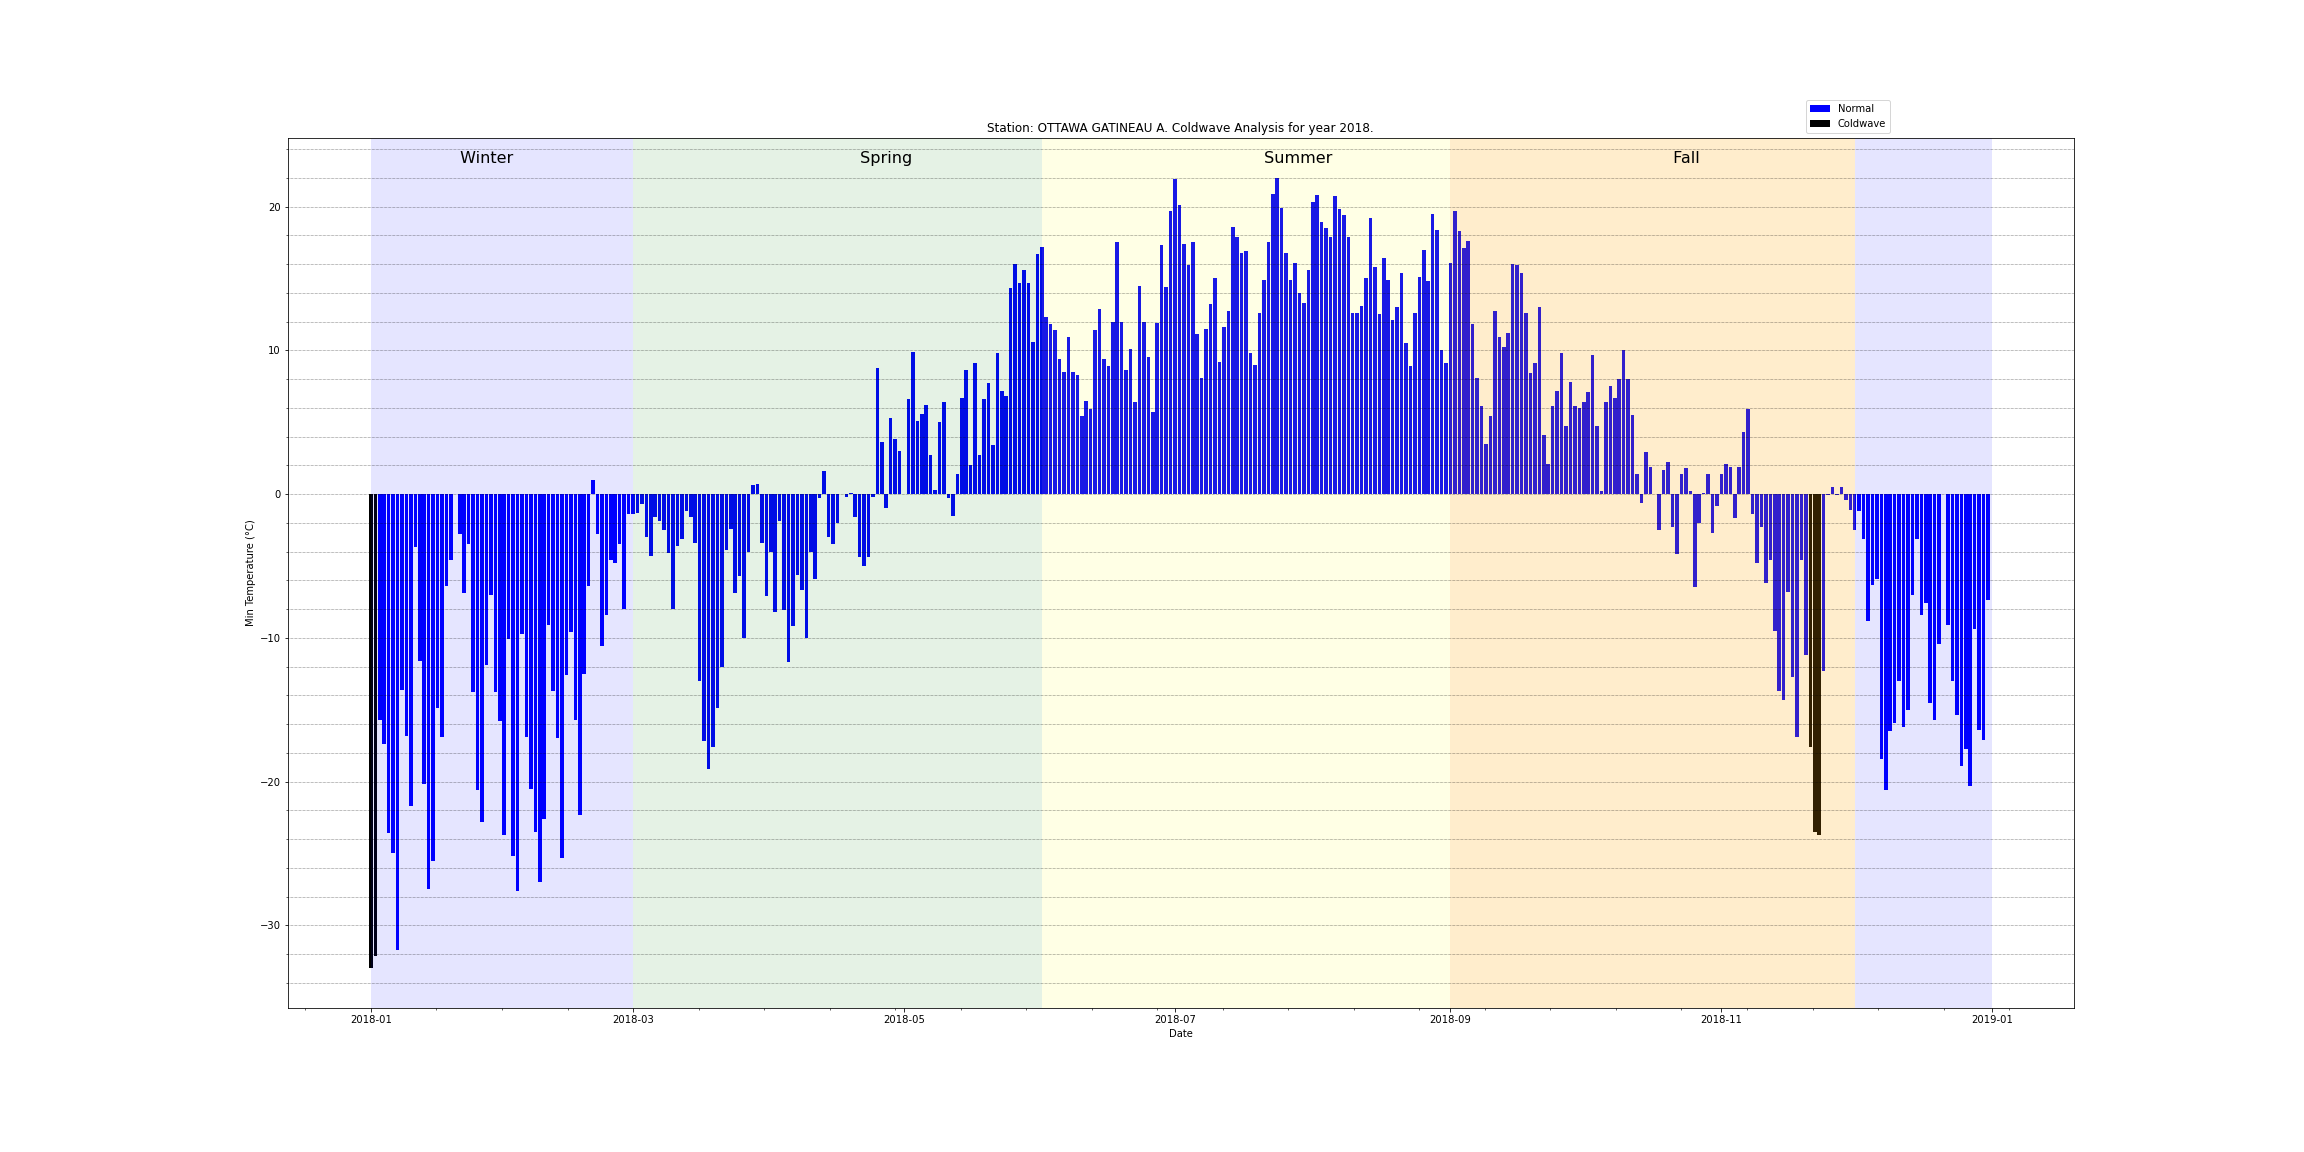 Normal
Coldwave
Station: OTTAWA GATINEAU A. Coldwave Analysis for year 2018.
Winter Spring Summer Fall
20
10
0
−10
−20
−30
Min Temperature (°C)
2018-01 2018-03 2018-05 2018-07 2018-09 2018-11 2019-01
Date